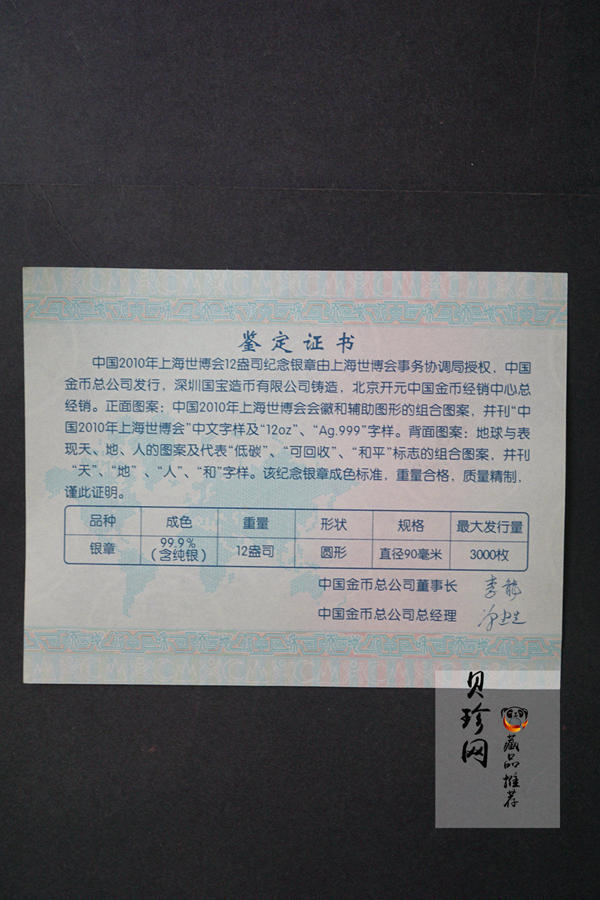 鉴定证书
中国2010年上海世博会12盎司纪念银章由上海世博会事务协调局授权，中国
金币总公司发行，深圳国宝造币有限公司铸造，北京开元中国金币经销中心总
经销。正面图案：中国2010年上海世博会会徽和辅助图形的组合图案，并刊“中
国2010年上海世博会”中文字样及“12oz”、“Ag.999”字样。背面图案：地球与表
现天、地、人的图案及代表“低碳”、“可回收”、“和平”标志的组合图案，并刊
“天”、“地”、“人”、“和”字样。该纪念银章成色标准，重量合格，质量精制，
谨此证明。
品种 成色 重量 形状 规格 最大发行量
银章 99.9%（含纯银） 12盎司 圆形 直径90毫米 3000枚
中国金币总公司董事长
中国金币总公司总经理
贝珍网
藏品推荐